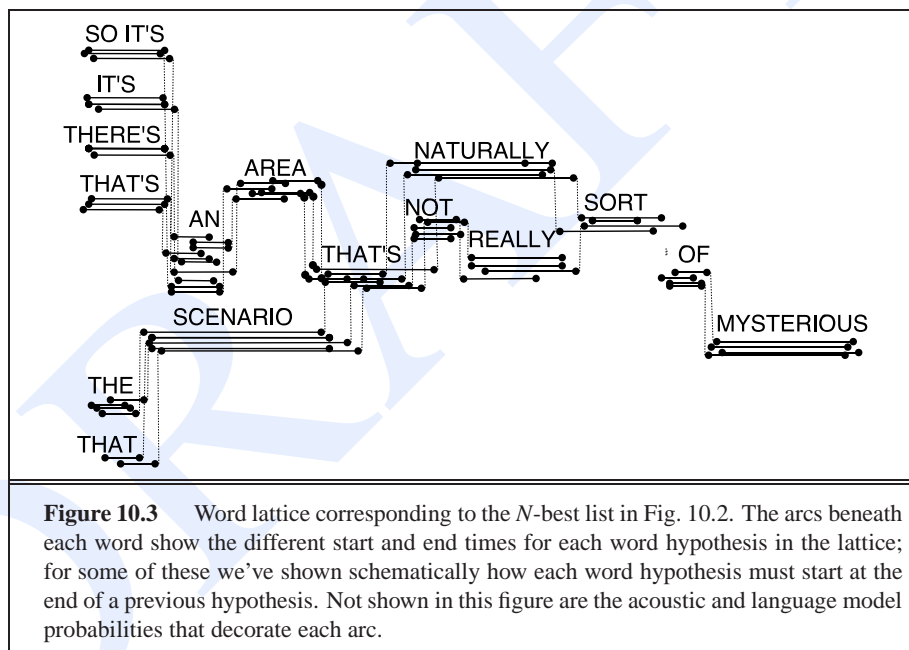 SO IT'S
IT'S
THERE'S
THAT'S
AN
AREA
NATURALLY
NOT
REALLY
SORT
THAT'S
OF
SCENARIO
MYSTERIOUS
THE
THAT
DRAFT
Figure 10.3 Word lattice corresponding to the N-best list in Fig. 10.2. The arcs beneath
each word show the different start and end times for each word hypothesis in the lattice;
for some of these we've shown schematically how each word hypothesis must start at the
end of a previous hypothesis. Not shown in this figure are the acoustic and language model
probabilities that decorate each arc.